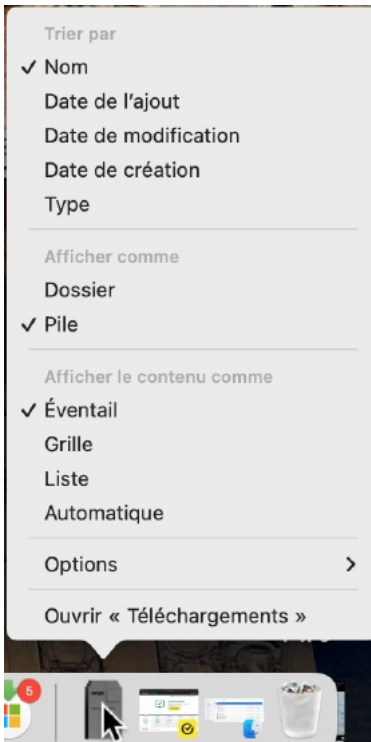 Trier par
✓ Nom
Date de l'ajout
Date de modification
Date de création
Type
Afficher comme
Dossier
✓ Pile
Afficher le contenu comme
✓ Éventail
Grille
Liste
Automatique
Options
Ouvrir « Téléchargements »
5